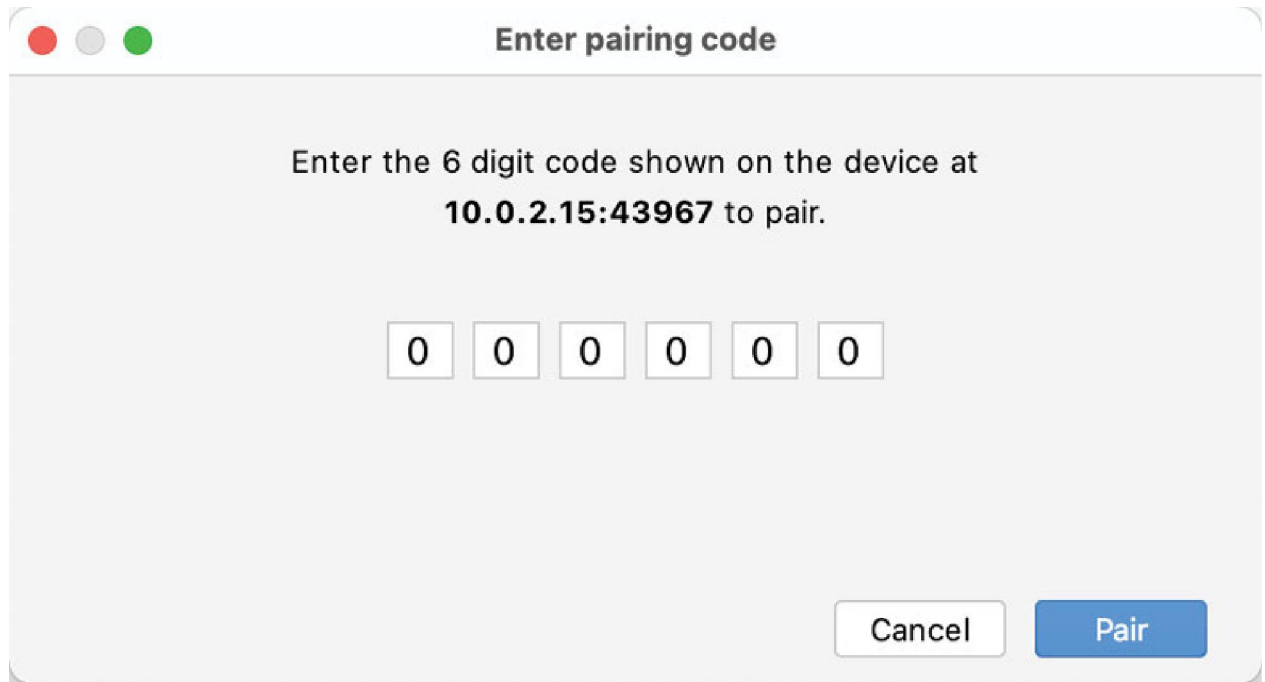 Enter pairing code
Enter the 6 digit code shown on the device at
10.0.2.15:43967 to pair.
0 0 0 0 0 0
Cancel Pair